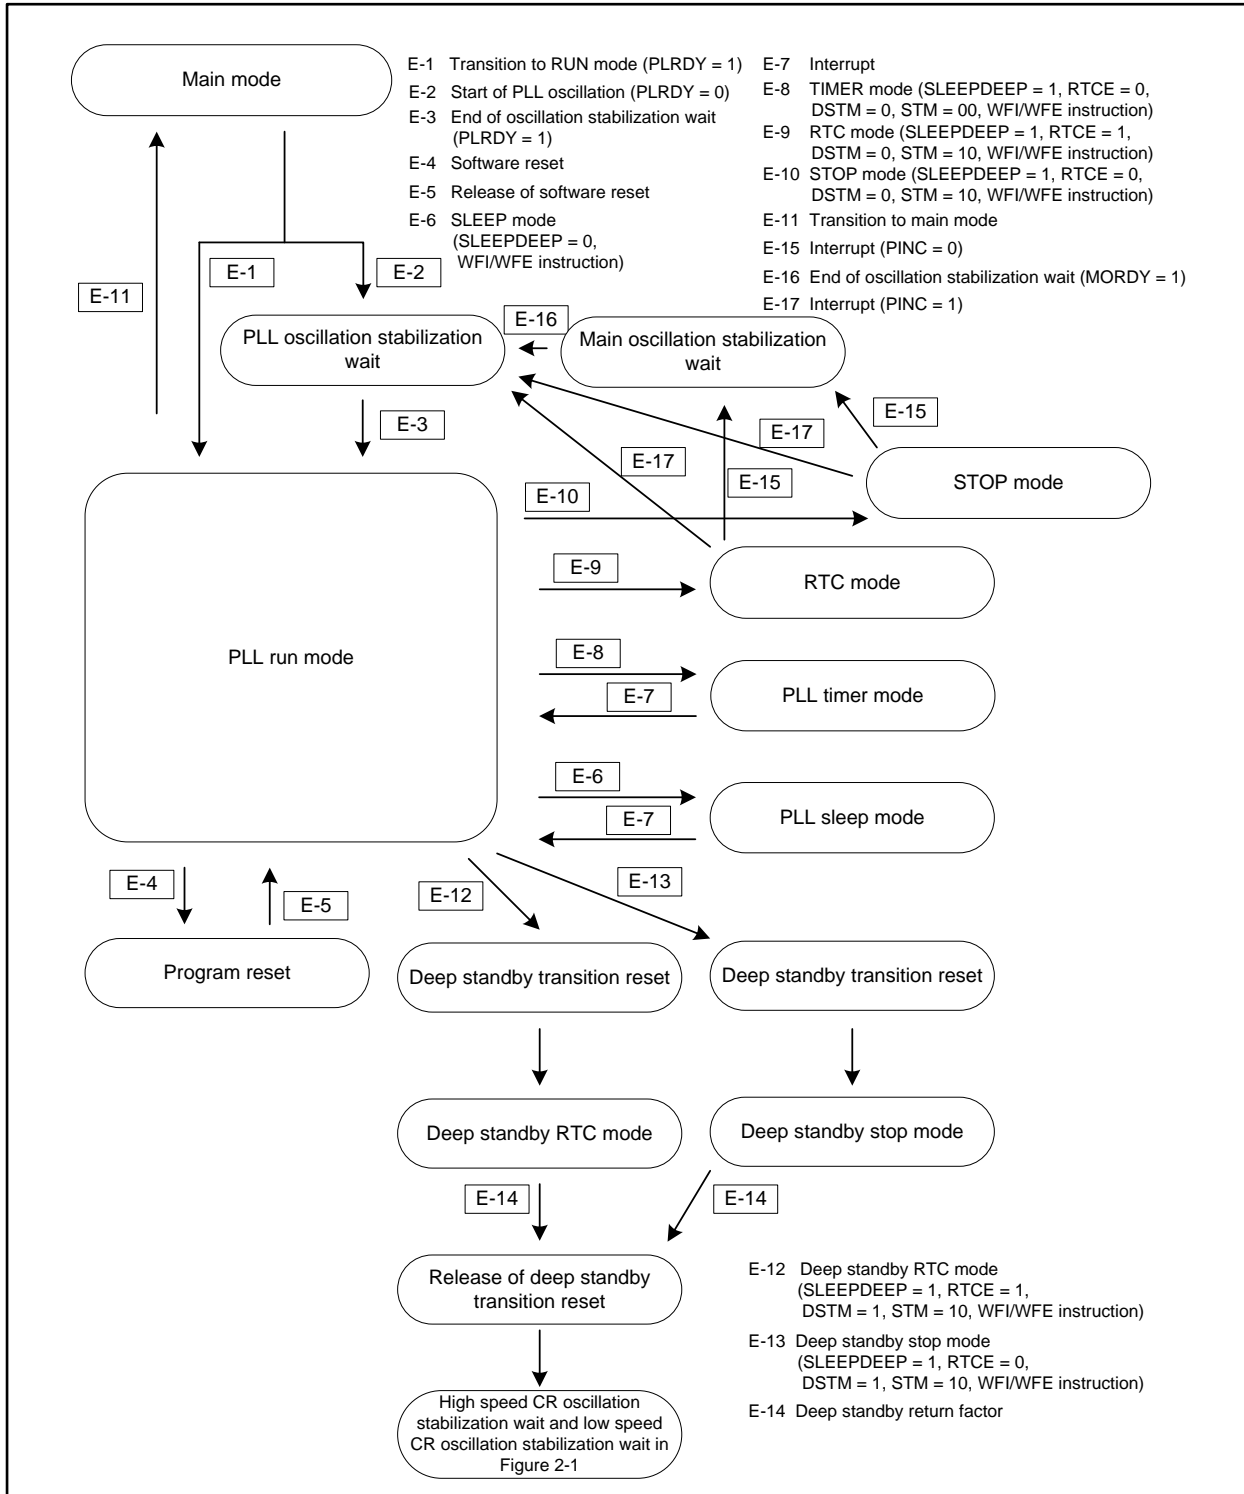 Main mode
E-1 Transition to RUN mode (PLRDY = 1)
E-2 Start of PLL oscillation (PLRDY = 0)
E-3 End of oscillation stabilization wait
(PLRDY = 1)
E-4 Software reset
E-5 Release of software reset
E-6 SLEEP mode
(SLEEPDEEP = 0,
WFI/WFE instruction)
E-7 Interrupt
E-8 TIMER mode (SLEEPDEEP = 1, RTCE = 0,
DSTM = 0, STM = 00, WFI/WFE instruction)
E-9 RTC mode (SLEEPDEEP = 1, RTCE = 1,
DSTM = 0, STM = 10, WFI/WFE instruction)
E-10 STOP mode (SLEEPDEEP = 1, RTCE = 0,
DSTM = 0, STM = 10, WFI/WFE instruction)
E-11 Transition to main mode
E-15 Interrupt (PINC = 0)
E-16 End of oscillation stabilization wait (MORDY = 1)
E-17 Interrupt (PINC = 1)
E-11
E-1
E-2
PLL oscillation stabilization
wait
E-16
Main oscillation stabilization
wait
E-3
E-17
E-17
E-15
E-15
STOP mode
E-10
E-9
RTC mode
PLL run mode
E-8
E-7
PLL timer mode
E-6
E-7
PLL sleep mode
E-4
E-5
E-12
E-13
Program reset
Deep standby transition reset
Deep standby transition reset
Deep standby RTC mode
Deep standby stop mode
E-14
E-14
Release of deep standby
transition reset
E-12 Deep standby RTC mode
(SLEEPDEEP = 1, RTCE = 1,
DSTM = 1, STM = 10, WFI/WFE instruction)
E-13 Deep standby stop mode
(SLEEPDEEP = 1, RTCE = 0,
DSTM = 1, STM = 10, WFI/WFE instruction)
E-14 Deep standby return factor
High speed CR oscillation
stabilization wait and low speed
CR oscillation stabilization wait in
Figure 2-1